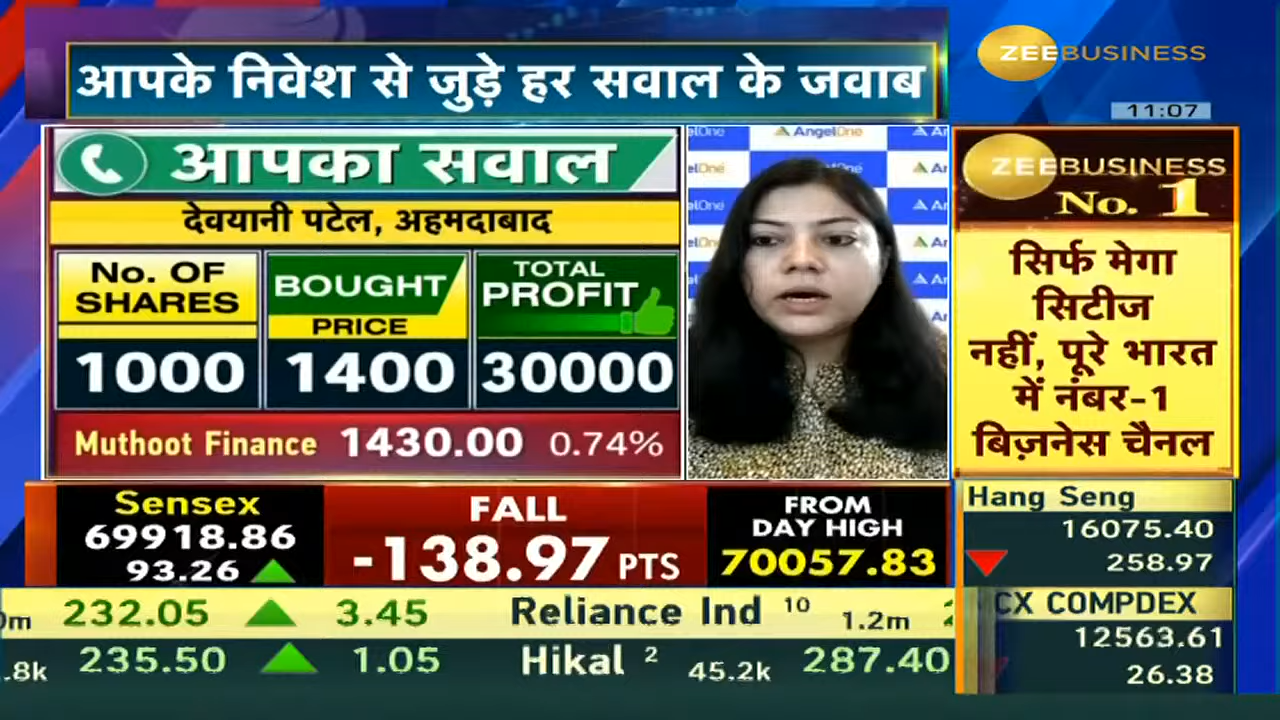 आपके निवेश से जुड़े हर सवाल के जवाब
ZEEBUSINESS
11:07
आपका सवाल
देवयानी पटेल, अहमदाबाद
No. OF SHARES
BOUGHT PRICE
TOTAL PROFIT
1000
1400
30000
Muthoot Finance 1430.00 0.74%
AngelOne
ZEEBUSINESS
No. 1
सिर्फ मेगा
सिटीज
नहीं, पूरे भारत
में नंबर-1
बिज़नेस चैनल
Sensex
69918.86
93.26
FALL
-138.97 PTS
FROM
DAY HIGH
70057.83
Hang Seng
16075.40
258.97
CX COMPDEX
12563.61
26.38
232.05 3.45 Reliance Ind 10 1.2m
.8k 235.50 1.05 Hikal 2 45.2k 287.40